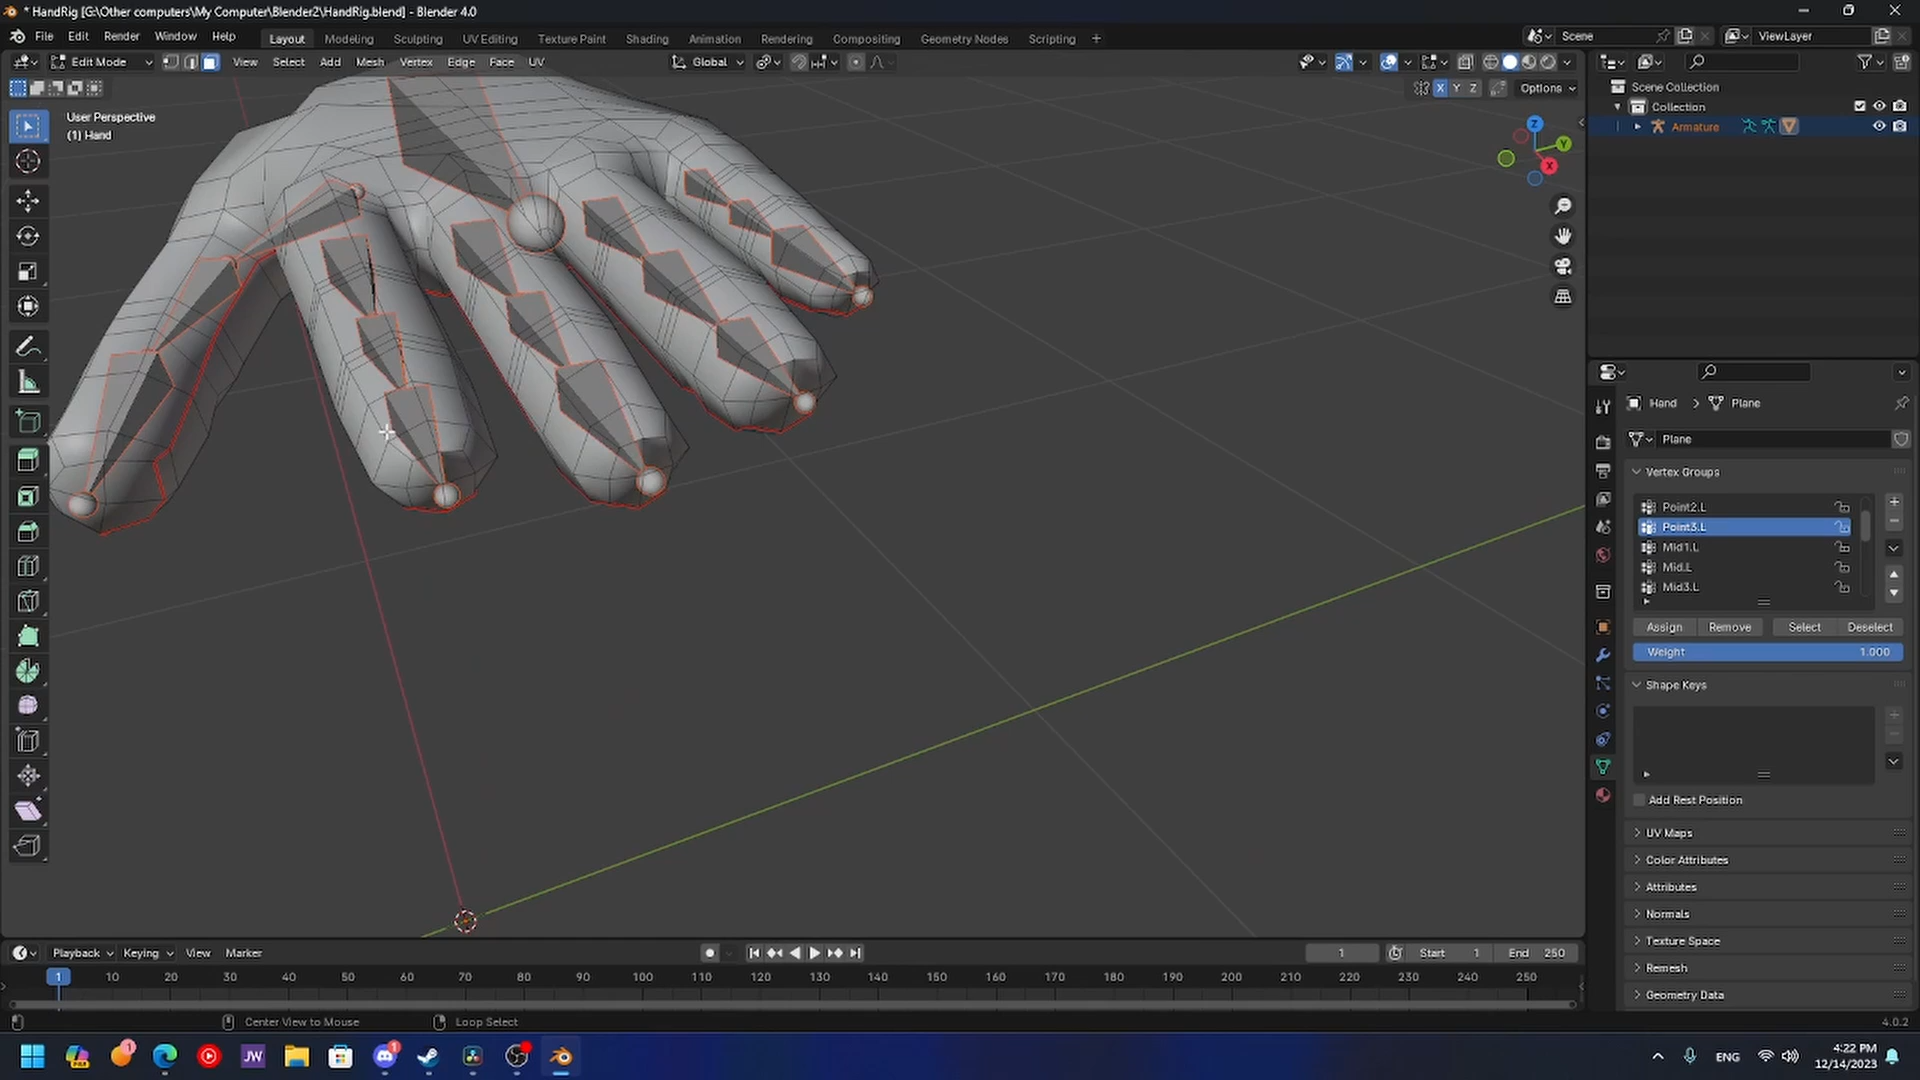 * HandRig [G:\Other computers\My Computer\Blender2\HandRig.blend] - Blender 4.0
File Edit Render Window Help Layout Modeling Sculpting UV Editing Texture Paint Shading Animation Rendering Compositing Geometry Nodes Scripting + Scene ViewLayer
Edit Mode View Select Add Mesh Vertex Edge Face UV Global
X Y Z Options
User Perspective
(1) Hand
Z
Y
X
Scene Collection
Collection
Armature
Hand > Plane
Plane
Vertex Groups
Point2.L
Point3.L
Mid1.L
Mid.L
Mid3.L
Assign Remove Select Deselect
Weight 1.000
Shape Keys
Add Rest Position
UV Maps
Color Attributes
Attributes
Normals
Texture Space
Remesh
Geometry Data
Playback Keying View Marker 1 Start 1 End 250
1 10 20 30 40 50 60 70 80 90 100 110 120 130 140 150 160 170 180 190 200 210 220 230 240 250
Center View to Mouse Loop Select 4.0.2
1 JW 1 ENG 4:22 PM
12/14/2023